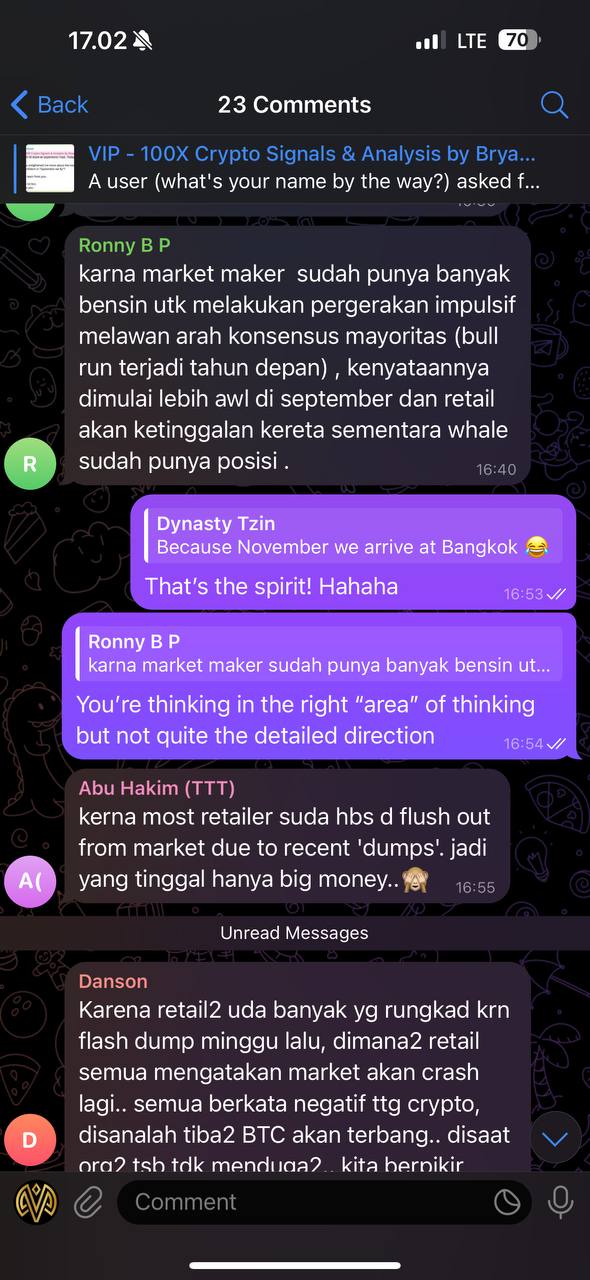 17.02
LTE
70
Back
23 Comments
VIP - 100X Crypto Signals & Analysis by Brya...
A user (what's your name by the way?) asked f...
Ronny B P
karna market maker  sudah punya banyak
bensin utk melakukan pergerakan impulsif
melawan arah konsensus mayoritas (bull
run terjadi tahun depan) , kenyataannya
dimulai lebih awl di september dan retail
akan ketinggalan kereta sementara whale
sudah punya posisi .
16:40
R
Dynasty Tzin
Because November we arrive at Bangkok 😂
That’s the spirit! Hahaha
16:53
Ronny B P
karna market maker sudah punya banyak bensin ut...
You’re thinking in the right “area” of thinking
but not quite the detailed direction
16:54
Abu Hakim (TTT)
kerna most retailer suda hbs d flush out
from market due to recent 'dumps'. jadi
yang tinggal hanya big money..🙈
16:55
A(
Unread Messages
Danson
Karena retail2 uda banyak yg rungkad krn
flash dump minggu lalu, dimana2 retail
semua mengatakan market akan crash
lagi.. semua berkata negatif ttg crypto,
disanalah tiba2 BTC akan terbang.. disaat
org2 tsb tdk menduga2.. kita berpikir
D
Comment